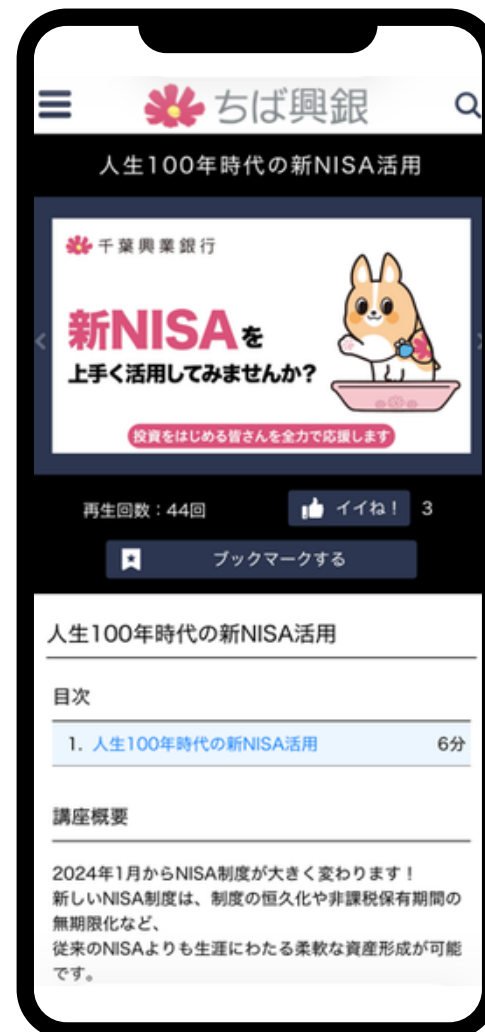 ちば興銀
人生100年時代の新NISA活用
千葉興業銀行
新NISAを
上手く活用してみませんか？
投資をはじめる皆さんを全力で応援します
再生回数：44回
イイね！ 3
ブックマークする
人生100年時代の新NISA活用
目次
1. 人生100年時代の新NISA活用 6分
講座概要
2024年1月からNISA制度が大きく変わります！
新しいNISA制度は、制度の恒久化や非課税保有期間の
無期限化など、
従来のNISAよりも生涯にわたる柔軟な資産形成が可能
です。